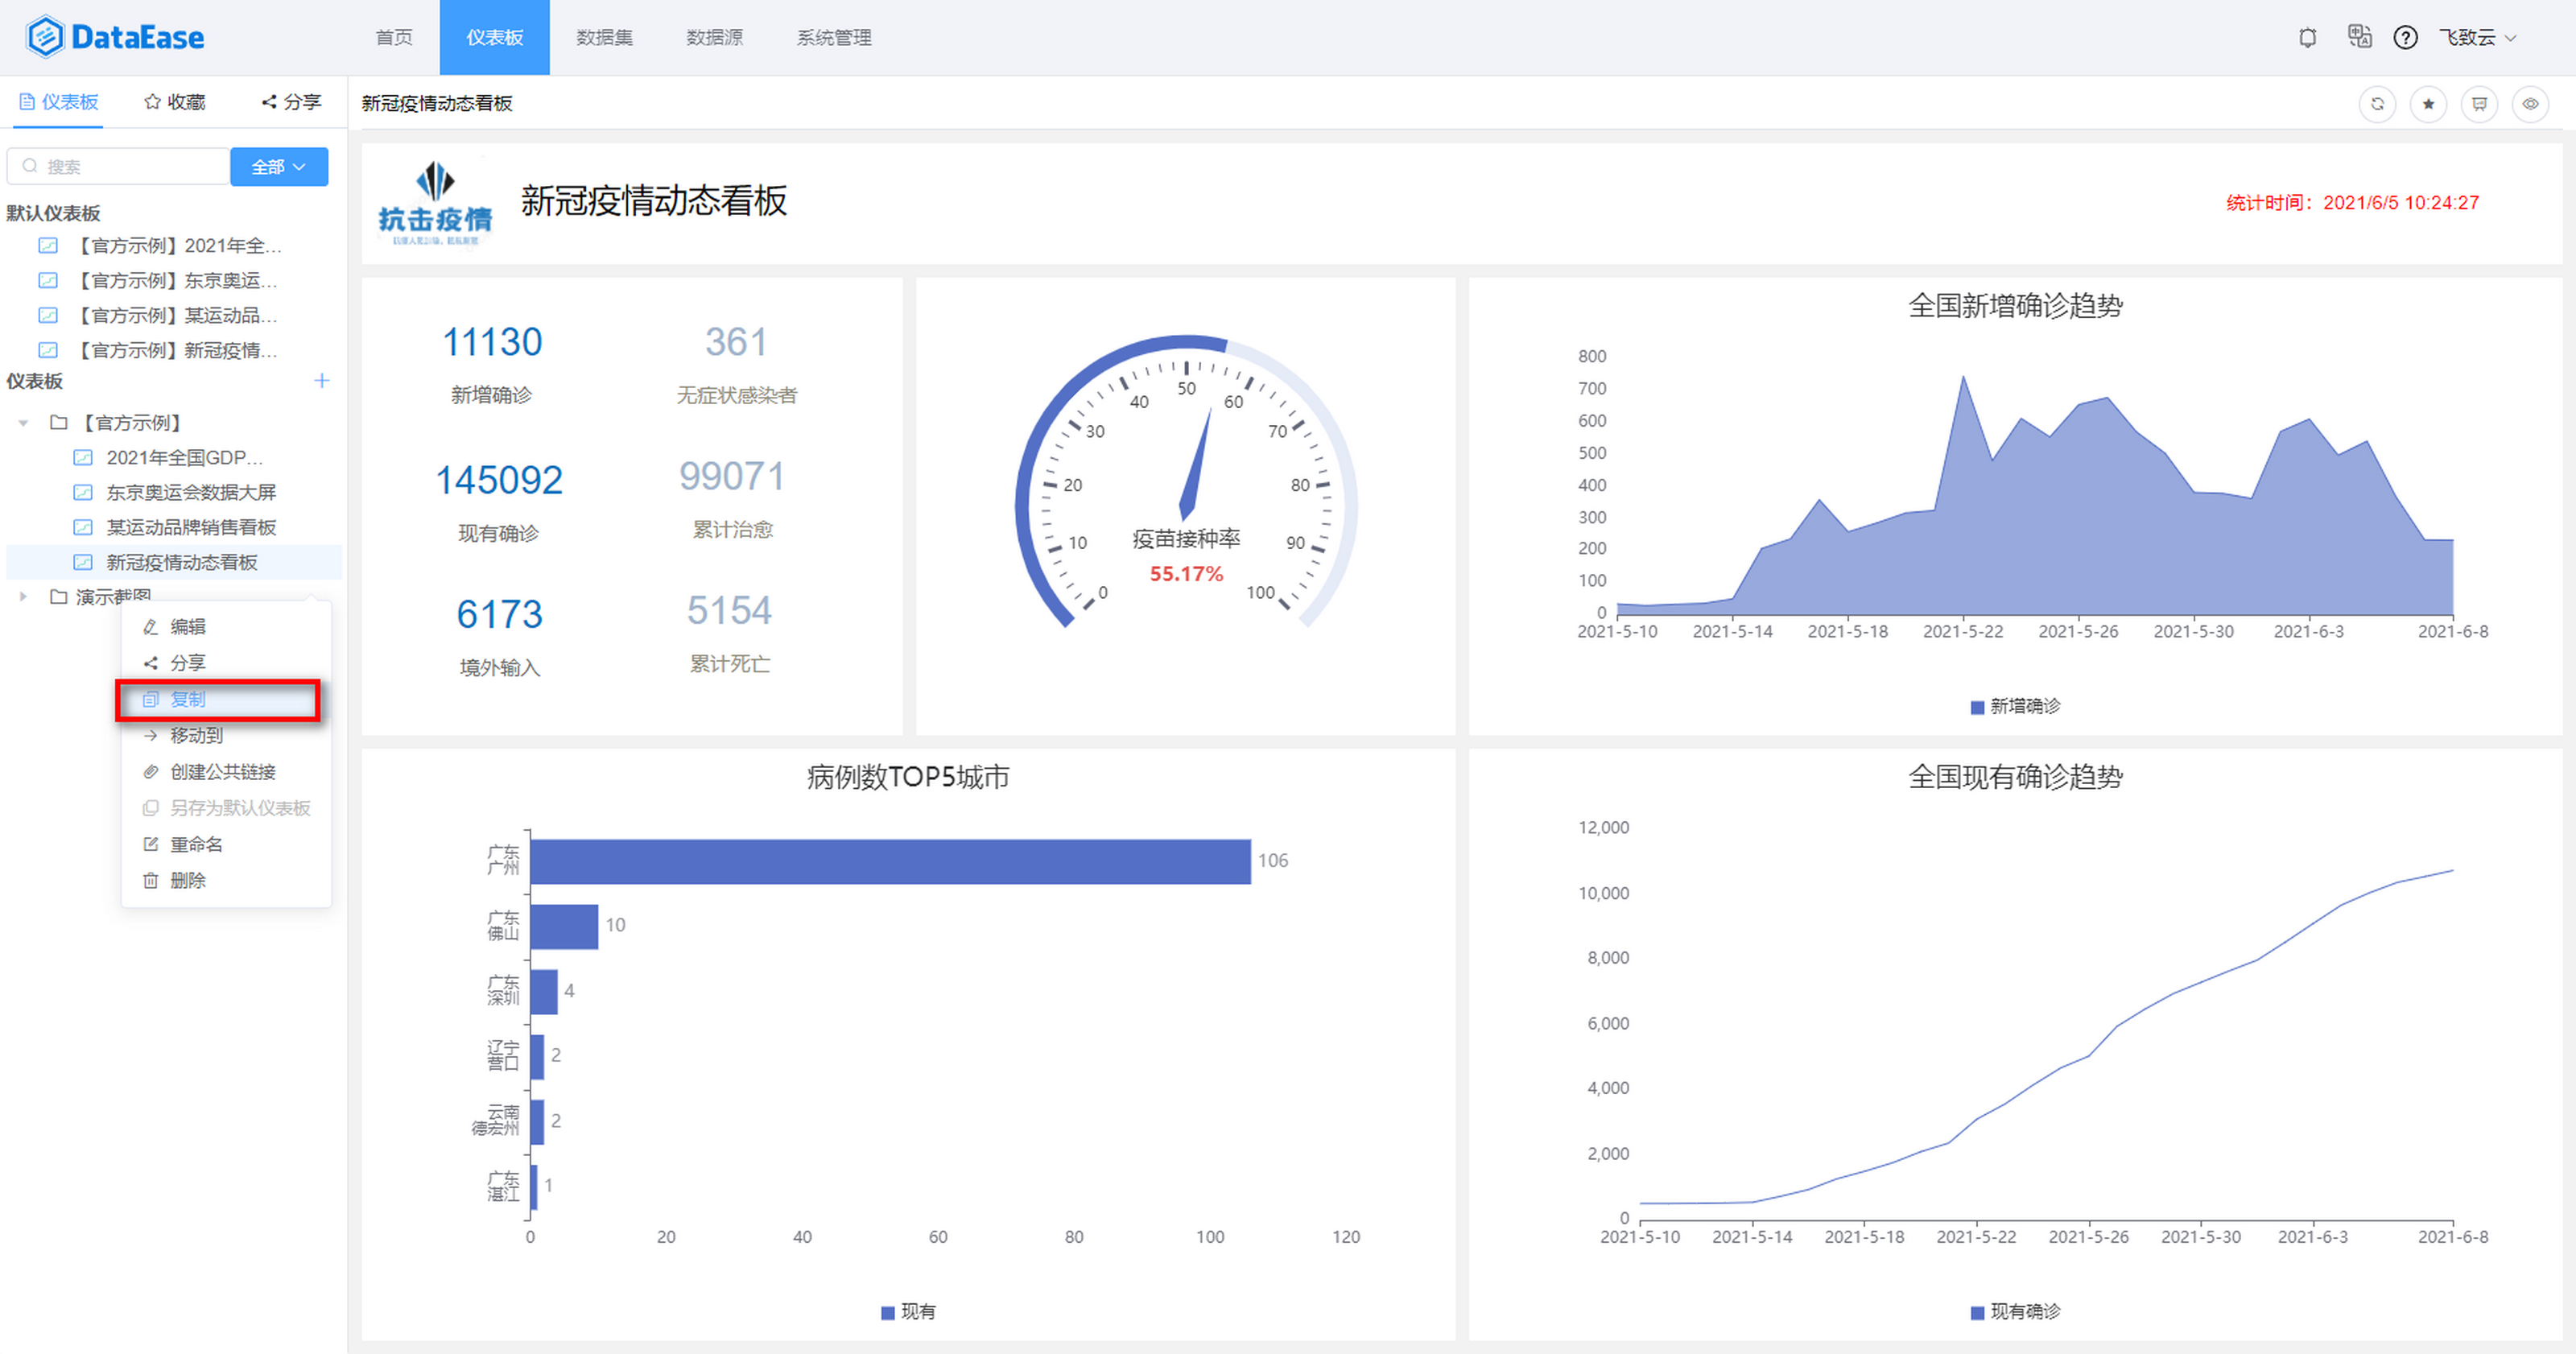 DataEase
首页
仪表板
数据集
数据源
系统管理
飞致云
仪表板
收藏
分享
新冠疫情动态看板
搜索
全部
默认仪表板
【官方示例】2021年全...
【官方示例】东京奥运...
【官方示例】某运动品...
【官方示例】新冠疫情...
仪表板
【官方示例】
2021年全国GDP...
东京奥运会数据大屏
某运动品牌销售看板
新冠疫情动态看板
演示截图
编辑
分享
复制
移动到
创建公共链接
另存为默认仪表板
重命名
删除
抗击疫情
新冠疫情动态看板
统计时间：2021/6/5 10:24:27
11130
新增确诊
361
无症状感染者
145092
现有确诊
99071
累计治愈
6173
境外输入
5154
累计死亡
0
10
20
30
40
50
60
70
80
90
100
疫苗接种率
55.17%
全国新增确诊趋势
800
700
600
500
400
300
200
100
0
2021-5-10
2021-5-14
2021-5-18
2021-5-22
2021-5-26
2021-5-30
2021-6-3
2021-6-8
新增确诊
病例数TOP5城市
广东
广州
106
广东
佛山
10
广东
深圳
4
辽宁
营口
2
云南
德宏州
2
广东
湛江
1
0
20
40
60
80
100
120
现有
全国现有确诊趋势
12,000
10,000
8,000
6,000
4,000
2,000
0
2021-5-10
2021-5-14
2021-5-18
2021-5-22
2021-5-26
2021-5-30
2021-6-3
2021-6-8
现有确诊